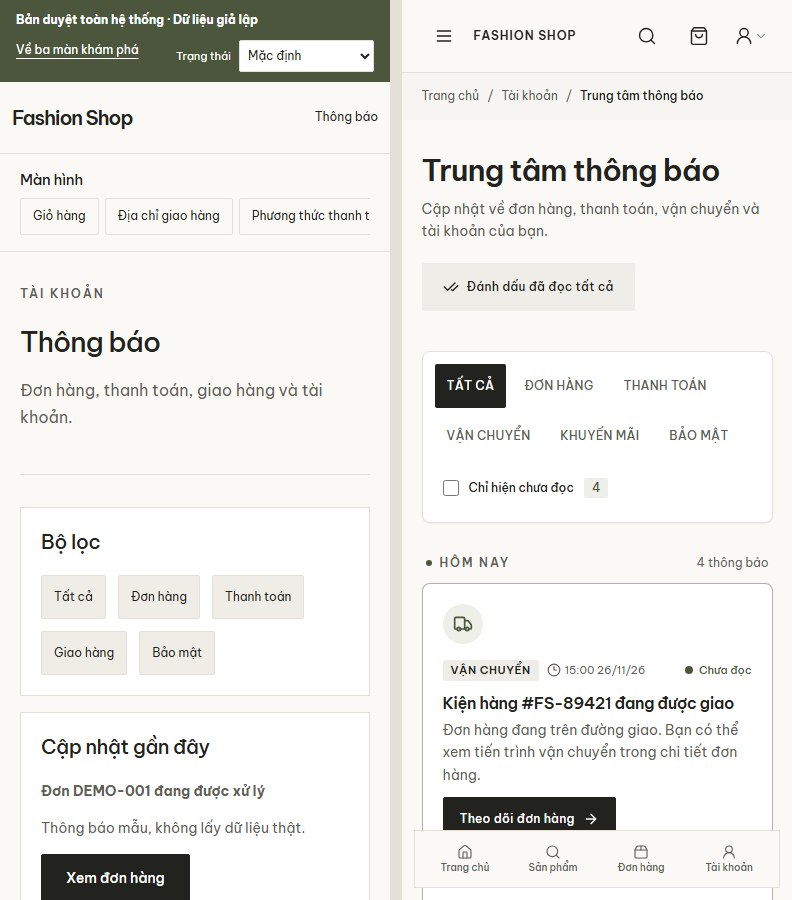 Bản duyệt toàn hệ thống · Dữ liệu giả lập
Về ba màn khám phá
Trạng thái
Mặc định
Fashion Shop
Thông báo
Màn hình
Giỏ hàng
Địa chỉ giao hàng
Phương thức thanh t
TÀI KHOẢN
Thông báo
Đơn hàng, thanh toán, giao hàng và tài
khoản.
Bộ lọc
Tất cả
Đơn hàng
Thanh toán
Giao hàng
Bảo mật
Cập nhật gần đây
Đơn DEMO-001 đang được xử lý
Thông báo mẫu, không lấy dữ liệu thật.
Xem đơn hàng
FASHION SHOP
Trang chủ / Tài khoản / Trung tâm thông báo
Trung tâm thông báo
Cập nhật về đơn hàng, thanh toán, vận chuyển và
tài khoản của bạn.
Đánh dấu đã đọc tất cả
TẤT CẢ
ĐƠN HÀNG
THANH TOÁN
VẬN CHUYỂN
KHUYẾN MÃI
BẢO MẬT
Chỉ hiện chưa đọc
4
HÔM NAY
4 thông báo
VẬN CHUYỂN
15:00 26/11/26
Chưa đọc
Kiện hàng #FS-89421 đang được giao
Đơn hàng đang trên đường giao. Bạn có thể
xem tiến trình vận chuyển trong chi tiết đơn
hàng.
Theo dõi đơn hàng
Trang chủ
Sản phẩm
Đơn hàng
Tài khoản